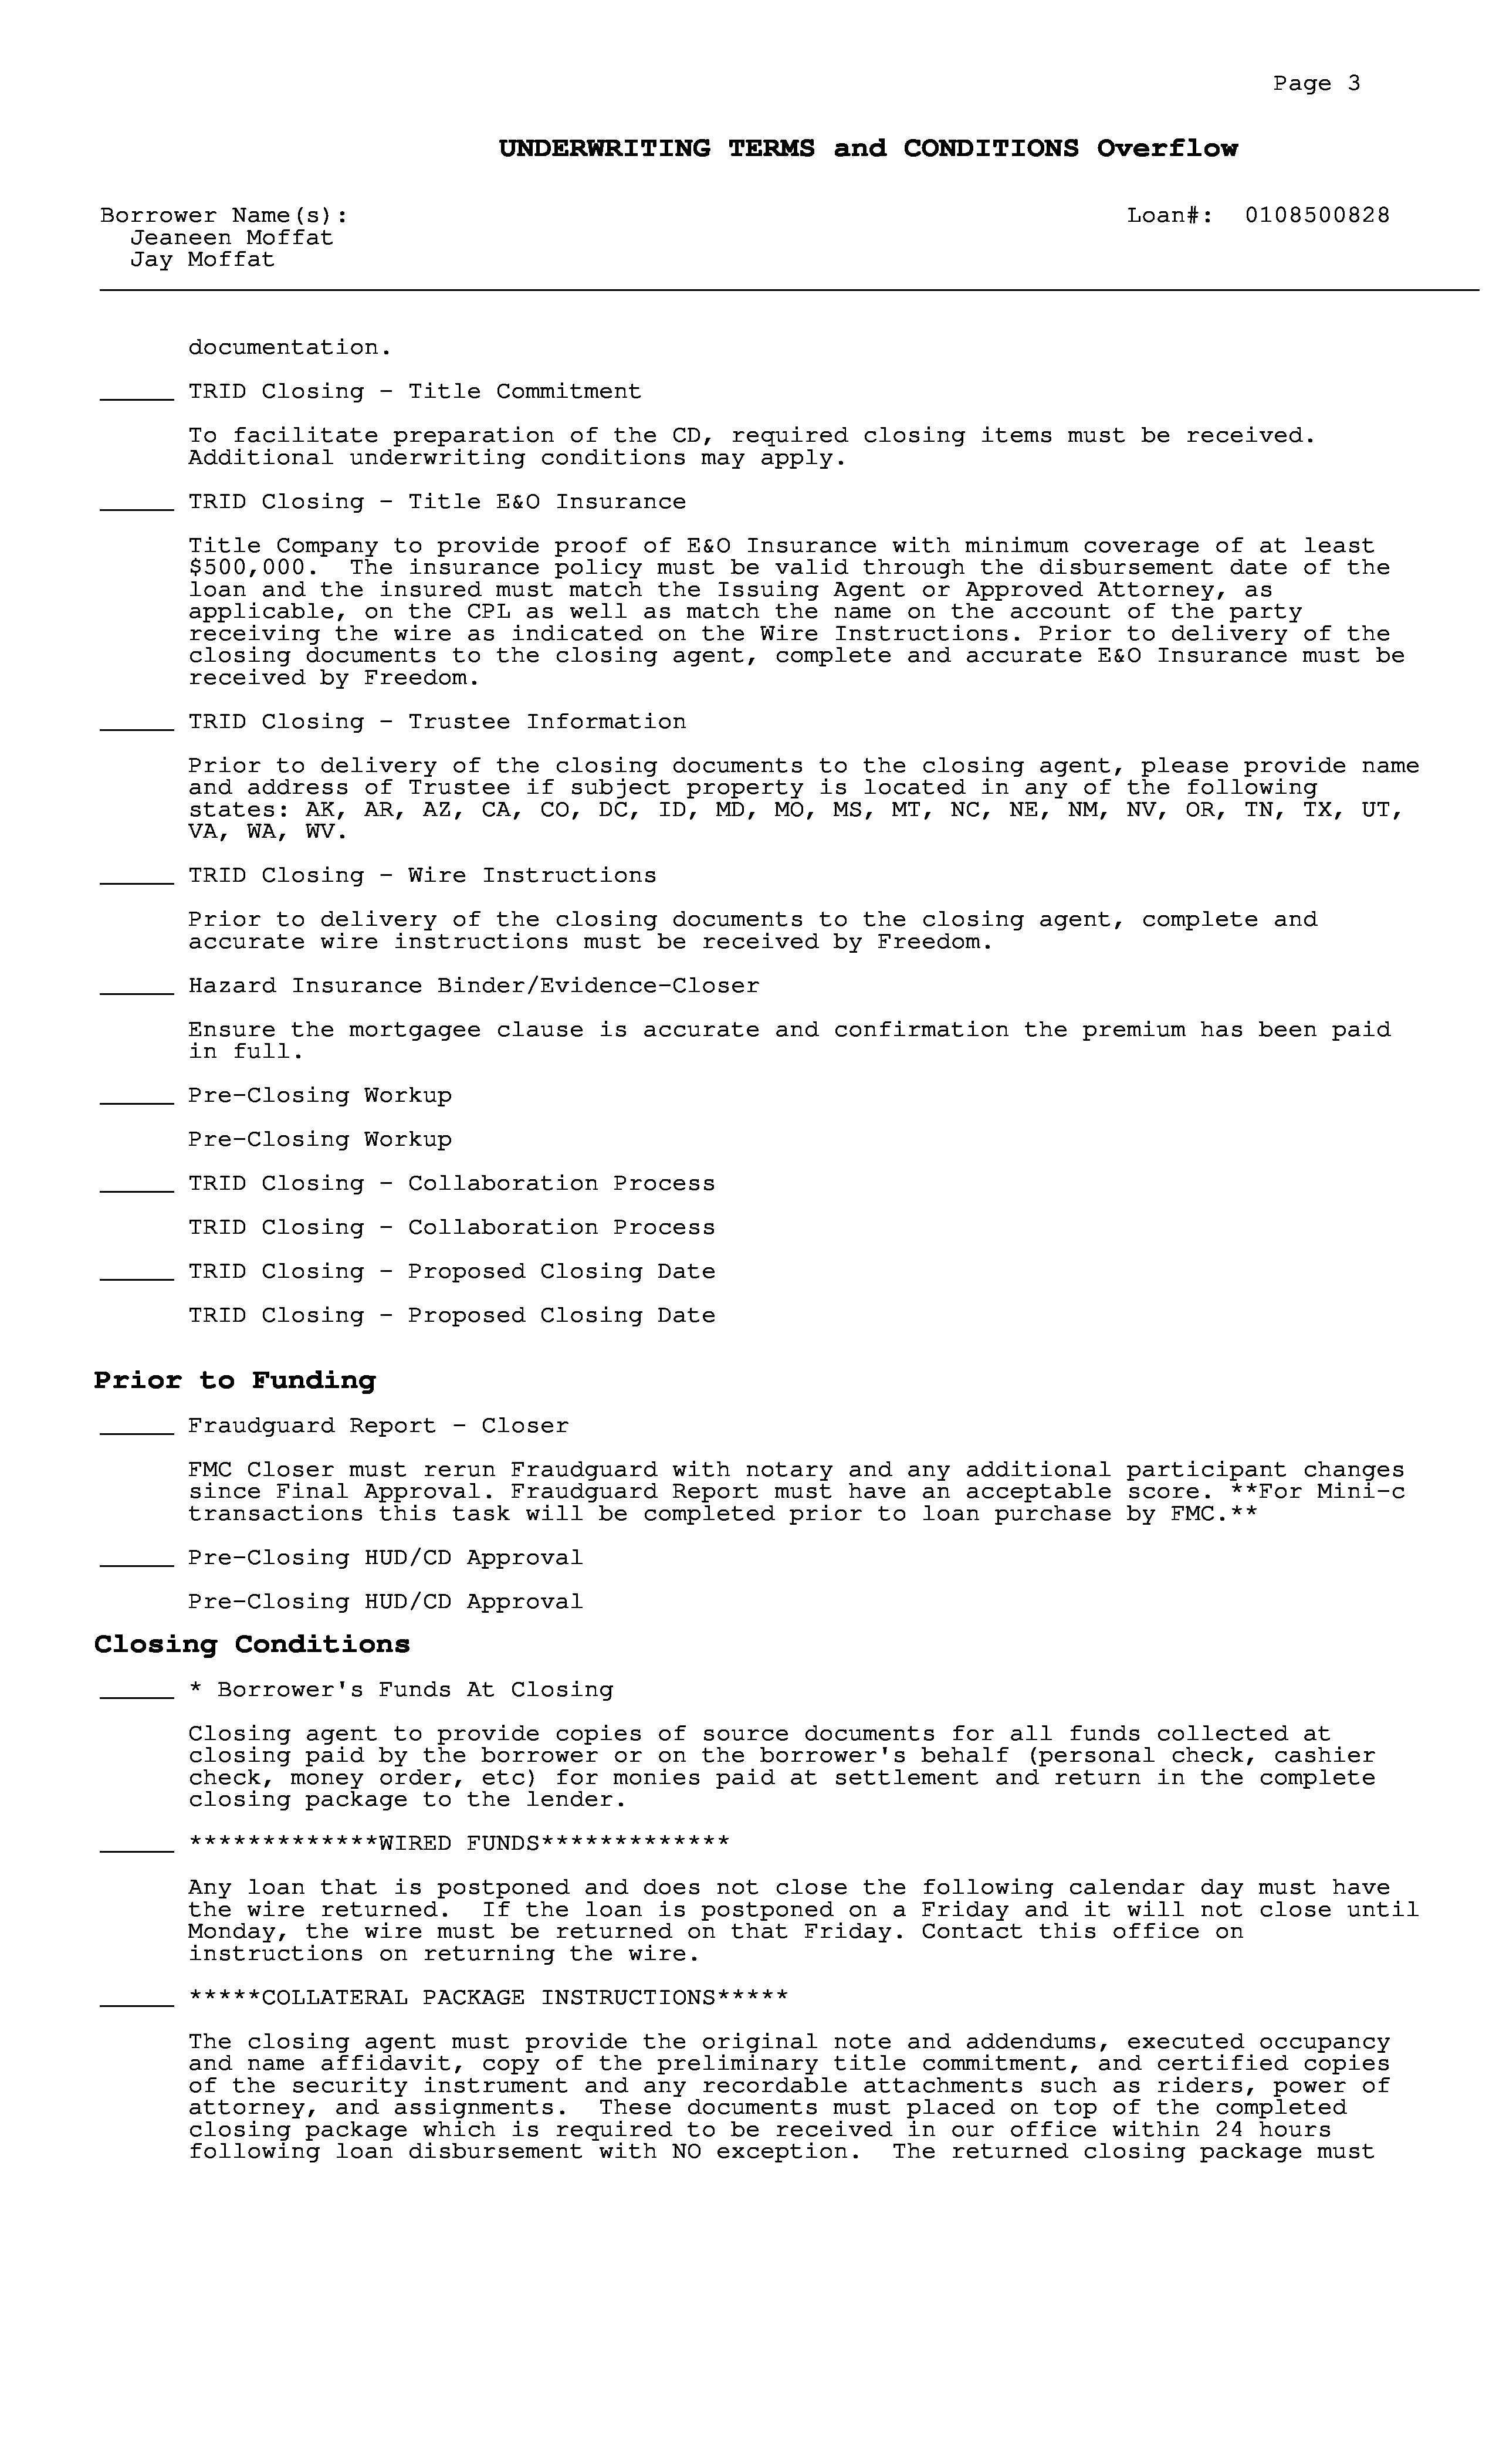 Page 3
UNDERWRITING TERMS and CONDITIONS Overflow
Borrower Name(s): Loan#: 0108500828
Jeaneen Moffat
Jay Moffat
documentation.
_____ TRID Closing - Title Commitment
To facilitate preparation of the CD, required closing items must be received.
Additional underwriting conditions may apply.
_____ TRID Closing - Title E&O Insurance
Title Company to provide proof of E&O Insurance with minimum coverage of at least
$500,000. The insurance policy must be valid through the disbursement date of the
loan and the insured must match the Issuing Agent or Approved Attorney, as
applicable, on the CPL as well as match the name on the account of the party
receiving the wire as indicated on the Wire Instructions. Prior to delivery of the
closing documents to the closing agent, complete and accurate E&O Insurance must be
received by Freedom.
_____ TRID Closing - Trustee Information
Prior to delivery of the closing documents to the closing agent, please provide name
and address of Trustee if subject property is located in any of the following
states: AK, AR, AZ, CA, CO, DC, ID, MD, MO, MS, MT, NC, NE, NM, NV, OR, TN, TX, UT,
VA, WA, WV.
_____ TRID Closing - Wire Instructions
Prior to delivery of the closing documents to the closing agent, complete and
accurate wire instructions must be received by Freedom.
_____ Hazard Insurance Binder/Evidence-Closer
Ensure the mortgagee clause is accurate and confirmation the premium has been paid
in full.
_____ Pre-Closing Workup
Pre-Closing Workup
_____ TRID Closing - Collaboration Process
TRID Closing - Collaboration Process
_____ TRID Closing - Proposed Closing Date
TRID Closing - Proposed Closing Date
Prior to Funding
_____ Fraudguard Report - Closer
FMC Closer must rerun Fraudguard with notary and any additional participant changes
since Final Approval. Fraudguard Report must have an acceptable score. **For Mini-c
transactions this task will be completed prior to loan purchase by FMC.**
_____ Pre-Closing HUD/CD Approval
Pre-Closing HUD/CD Approval
Closing Conditions
_____ * Borrower's Funds At Closing
Closing agent to provide copies of source documents for all funds collected at
closing paid by the borrower or on the borrower's behalf (personal check, cashier
check, money order, etc) for monies paid at settlement and return in the complete
closing package to the lender.
_____ *************WIRED FUNDS*************
Any loan that is postponed and does not close the following calendar day must have
the wire returned. If the loan is postponed on a Friday and it will not close until
Monday, the wire must be returned on that Friday. Contact this office on
instructions on returning the wire.
_____ *****COLLATERAL PACKAGE INSTRUCTIONS*****
The closing agent must provide the original note and addendums, executed occupancy
and name affidavit, copy of the preliminary title commitment, and certified copies
of the security instrument and any recordable attachments such as riders, power of
attorney, and assignments. These documents must placed on top of the completed
closing package which is required to be received in our office within 24 hours
following loan disbursement with NO exception. The returned closing package must